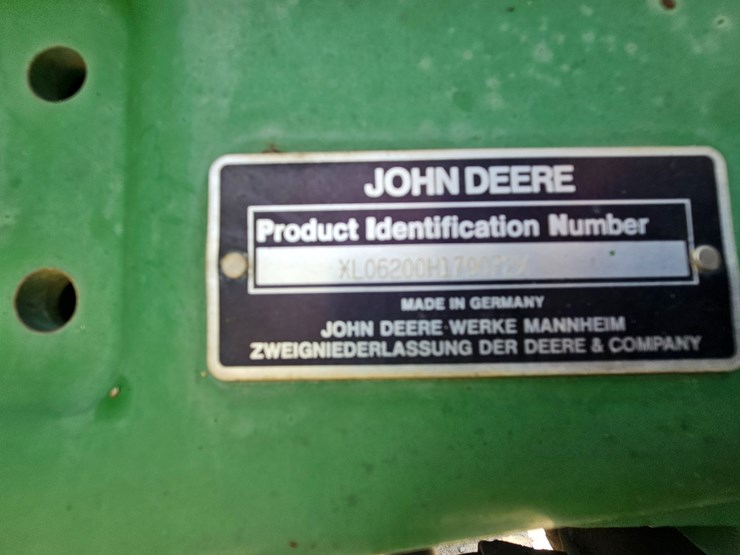 JOHN DEERE
Product Identification Number
MADE IN GERMANY
JOHN DEERE WERKE MANNHEIM
ZWEIGNIEDERLASSUNG DER DEERE & COMPANY